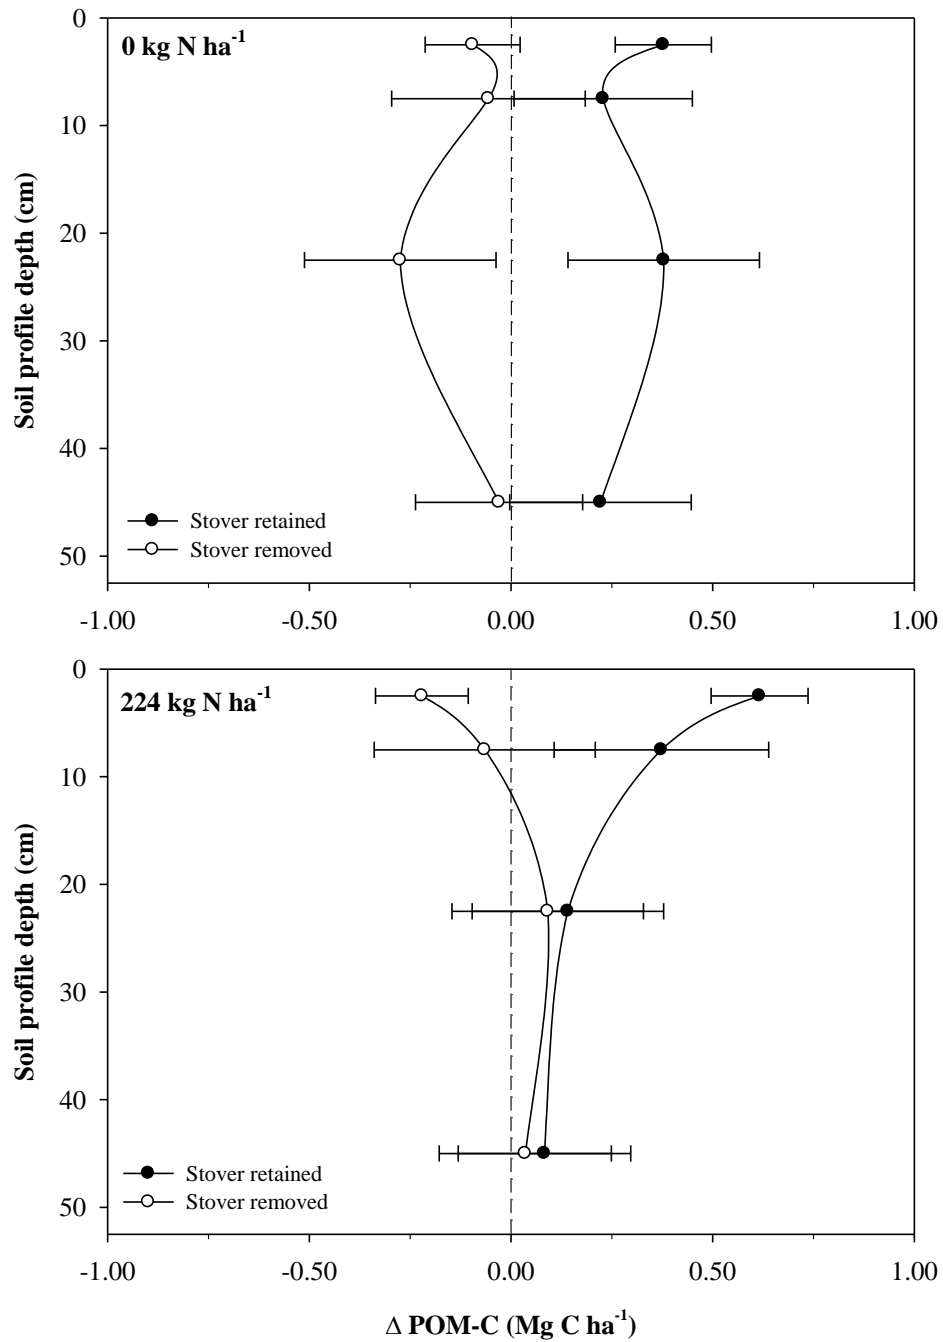 0 kg N ha⁻¹
Soil profile depth (cm)
0
10
20
30
40
50
Stover retained
Stover removed
-1.00
-0.50
0.00
0.50
1.00
224 kg N ha⁻¹
Soil profile depth (cm)
0
10
20
30
40
50
Stover retained
Stover removed
-1.00
-0.50
0.00
0.50
1.00
Δ POM-C (Mg C ha⁻¹)